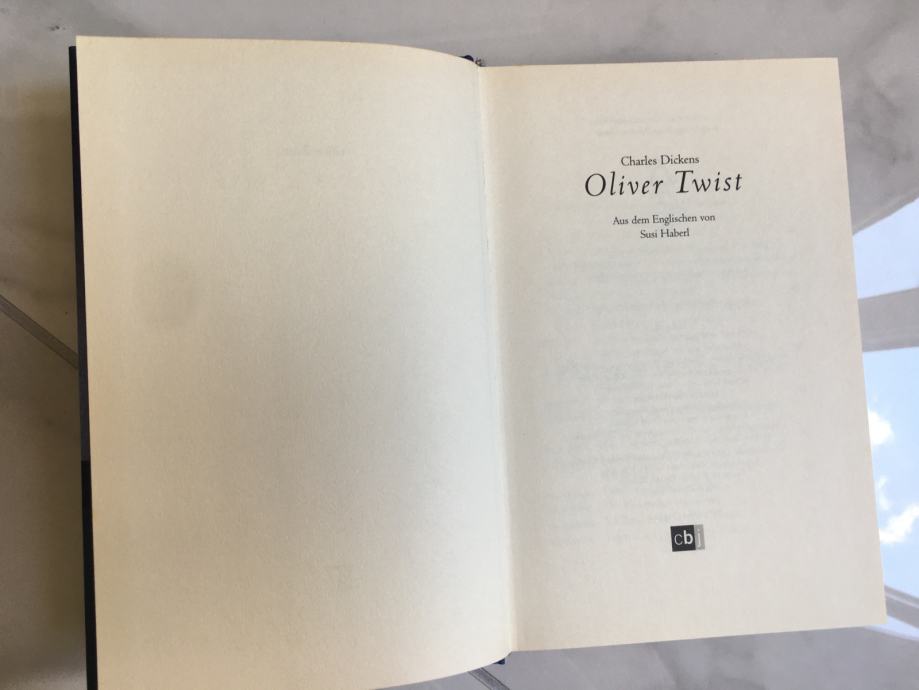 Charles Dickens
Oliver Twist
Aus dem Englischen von
Susi Haberl
cbj